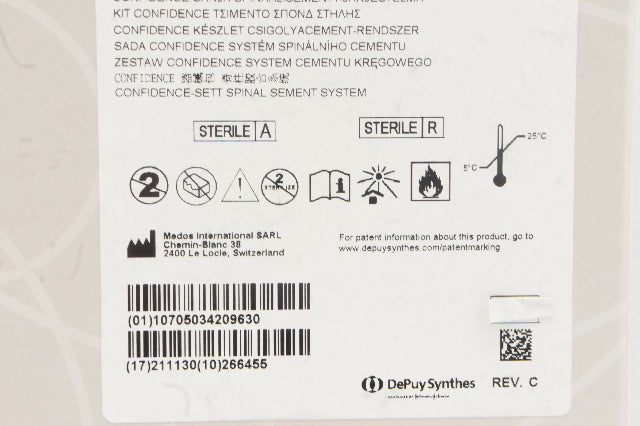 KIT CONFIDENCE ΤΣΙΜΕΝΤΟ ΣΠΟΝΔ ΣΤΗΛΗΣ
CONFIDENCE KÉSZLET CSIGOLYACEMENT-RENDSZER
SADA CONFIDENCE SYSTÉM SPINÁLNÍHO CEMENTU
ZESTAW CONFIDENCE SYSTEM CEMENTU KRĘGOWEGO
CONFIDENCE
CONFIDENCE-SETT SPINAL SEMENT SYSTEM
STERILE A
STERILE R
25°C
5°C
2
2
STERILIZE
i
Medos International SARL
Chemin-Blanc 38
2400 Le Locle, Switzerland
For patent information about this product, go to
www.depuysynthes.com/patentmarking
(01)10705034209630
(17)211130(10)266455
DePuySynthes
REV. C